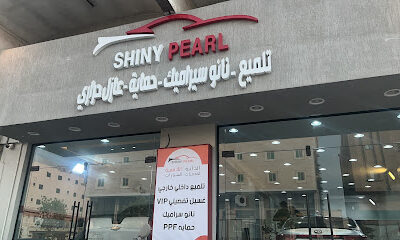 SHINY PEARL
تلميع - نانو سيراميك - حماية - عازل حراري
تلميع داخلي خارجي
غسيل تفصيلي VIP
نانو سيراميك
حماية PPF